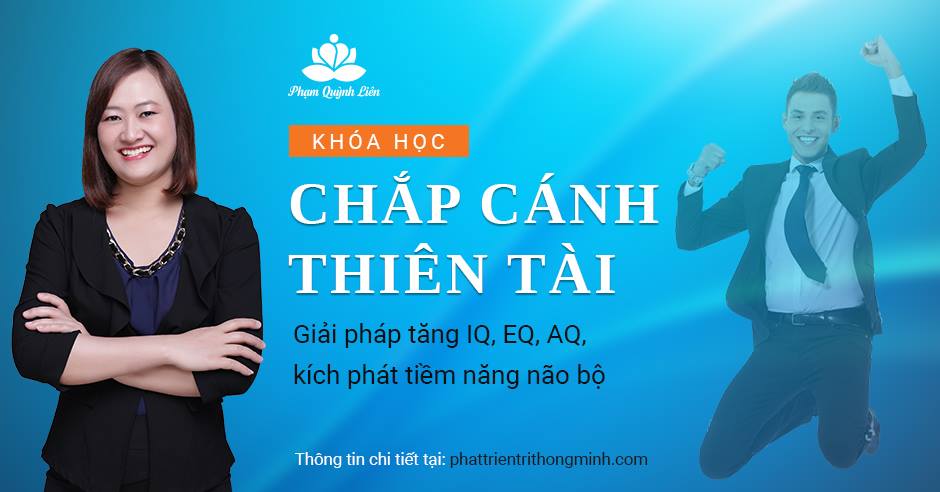 Phạm Quỳnh Liên
KHÓA HỌC
CHẮP CÁNH
THIÊN TÀI
Giải pháp tăng IQ, EQ, AQ,
kích phát tiềm năng não bộ
Thông tin chi tiết tại: phattrientrithongminh.com